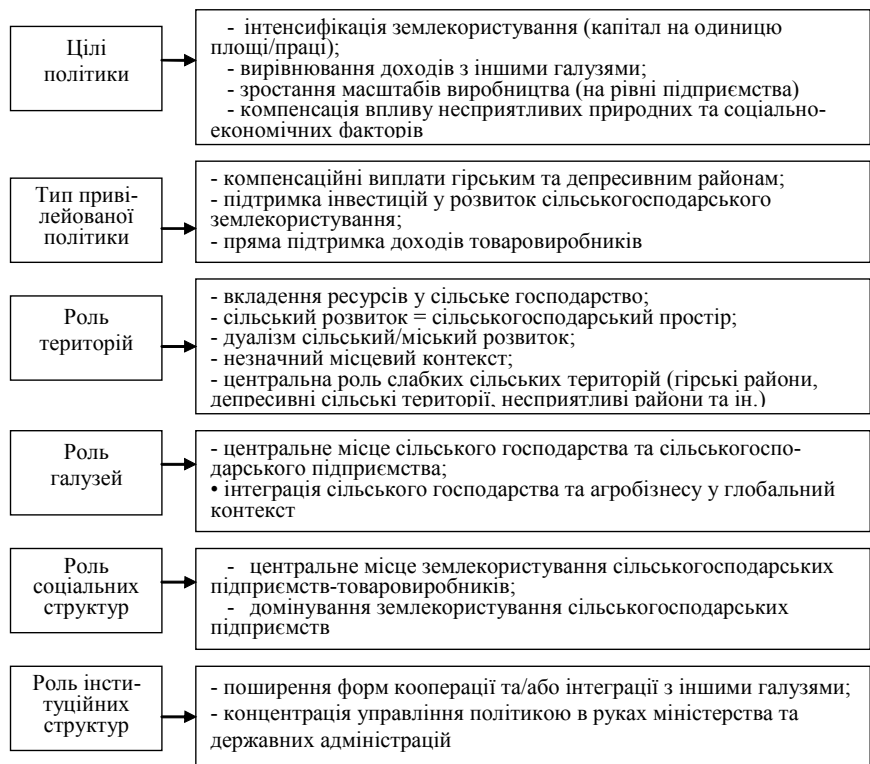 Цілі
політики
- інтенсифікація землекористування (капітал на одиницю
площі/праці);
- вирівнювання доходів з іншими галузями;
- зростання масштабів виробництва (на рівні підприємства)
- компенсація впливу несприятливих природних та соціально-
економічних факторів
Тип приві-
лейованої
політики
- компенсаційні виплати гірським та депресивним районам;
- підтримка інвестицій у розвиток сільськогосподарського
землекористування;
- пряма підтримка доходів товаровиробників
Роль
територій
- вкладення ресурсів у сільське господарство;
- сільський розвиток = сільськогосподарський простір;
- дуалізм сільський/міський розвиток;
- незначний місцевий контекст;
- центральна роль слабких сільських територій (гірські райони,
депресивні сільські території, несприятливі райони та ін.)
Роль
галузей
- центральне місце сільського господарства та сільськогоспо-
дарського підприємства;
• інтеграція сільського господарства та агробізнесу у глобальний
контекст
Роль
соціальних
структур
- центральне місце землекористування сільськогосподарських
підприємств-товаровиробників;
- домінування землекористування сільськогосподарських
підприємств
Роль інсти-
туційних
структур
- поширення форм кооперації та/або інтеграції з іншими галузями;
- концентрація управління політикою в руках міністерства та
державних адміністрацій